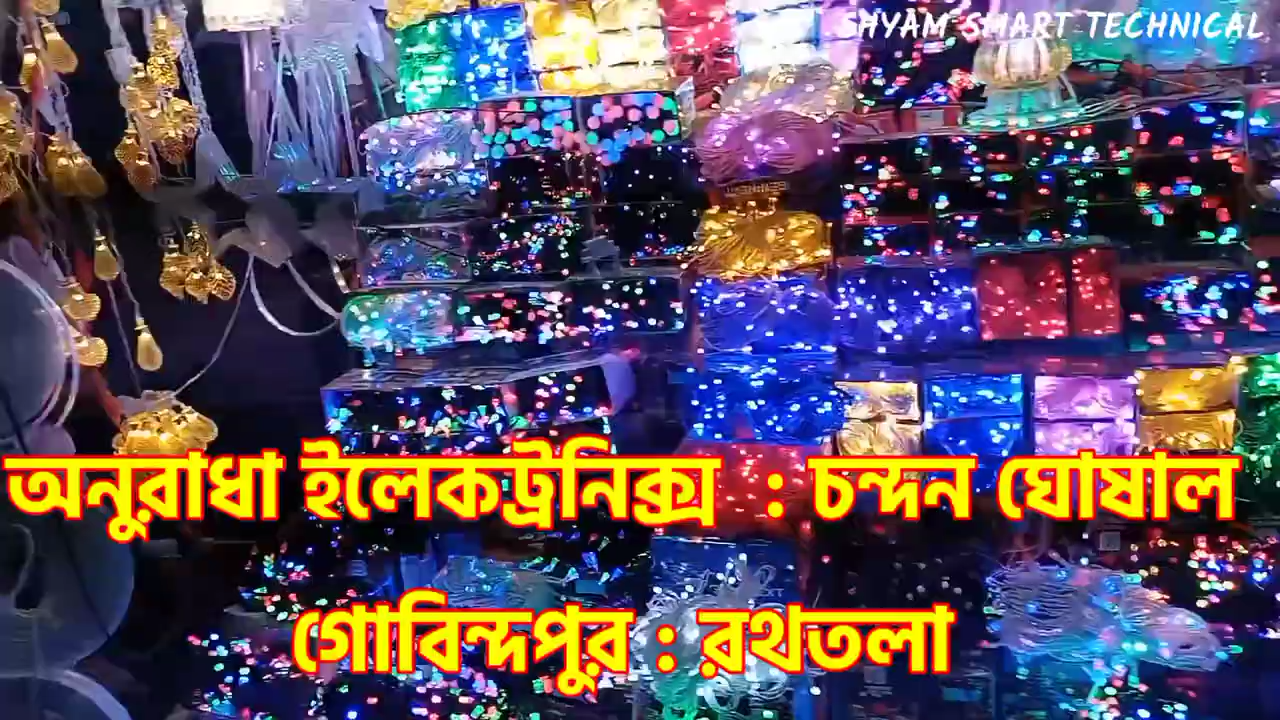 SHYAM SMART TECHNICAL
অনুরাধা ইলেকট্রনিক্স : চন্দন ঘোষাল
গোবিন্দপুর : রথতলা